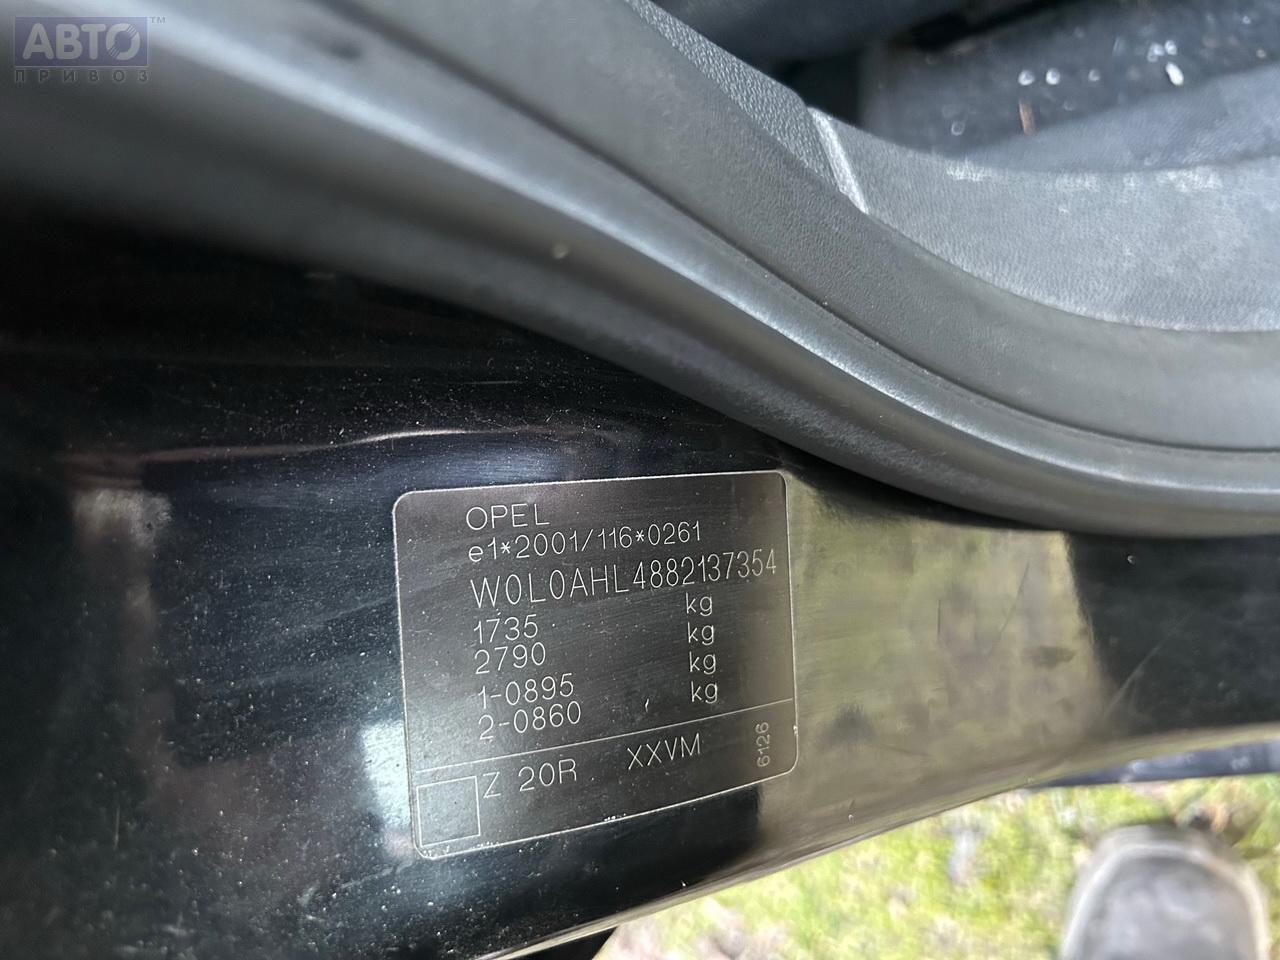 АВТО™
ПРИВОЗ
OPEL
e1*2001/116*0261
W0L0AHL4882137354
1735 kg
2790 kg
1-0895 kg
2-0860 kg
Z 20R XXVM 6126